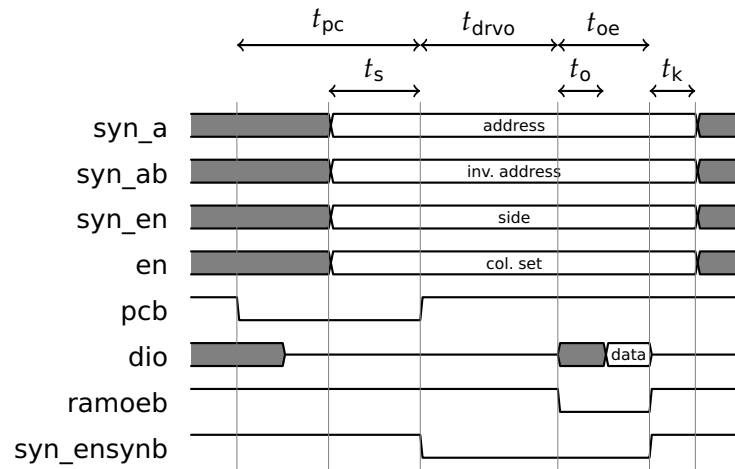 t_pc t_drvo t_oe
t_s t_o t_k
syn_a address
syn_ab inv. address
syn_en side
en col. set
pcb
dio data
ramoeb
syn_ensynb